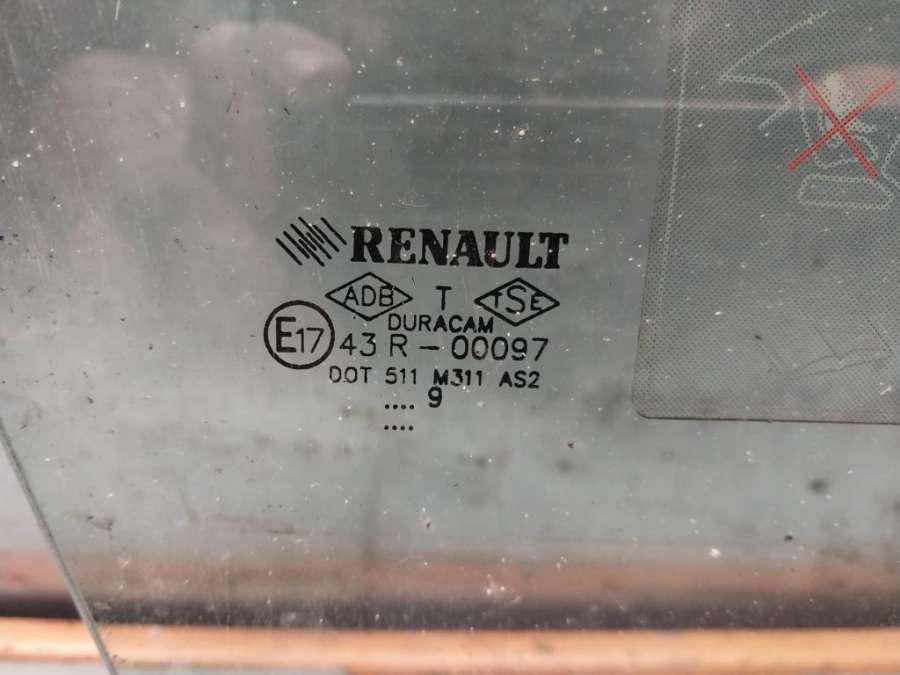 RENAULT
ADB T TSE
DURACAM
E17 43 R - 00097
DOT 511 M311 AS2
.... 9
....